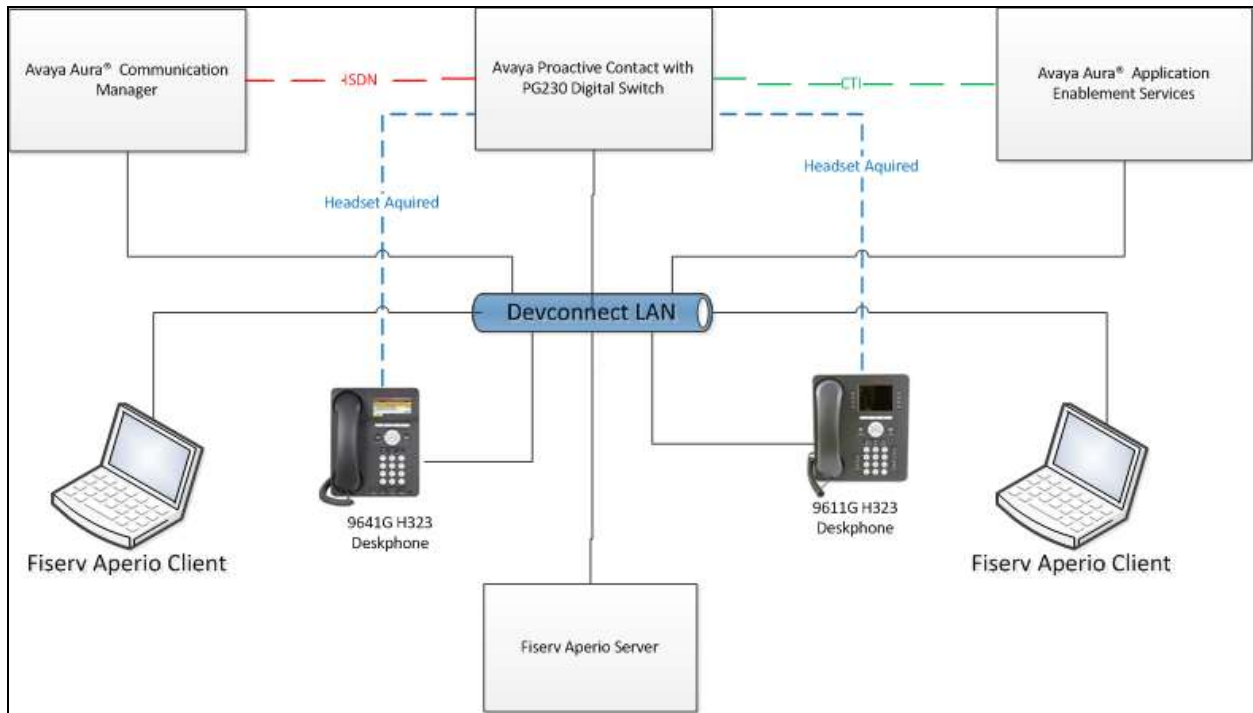 Avaya Aura® Communication
Manager
ISDN
Avaya Proactive Contact with
PG230 Digital Switch
CTI
Avaya Aura® Application
Enablement Services
Headset Aquired
Headset Aquired
Devconnect LAN
9641G H323
Deskphone
9611G H323
Deskphone
Fiserv Aperio Client
Fiserv Aperio Client
Fiserv Aperio Server